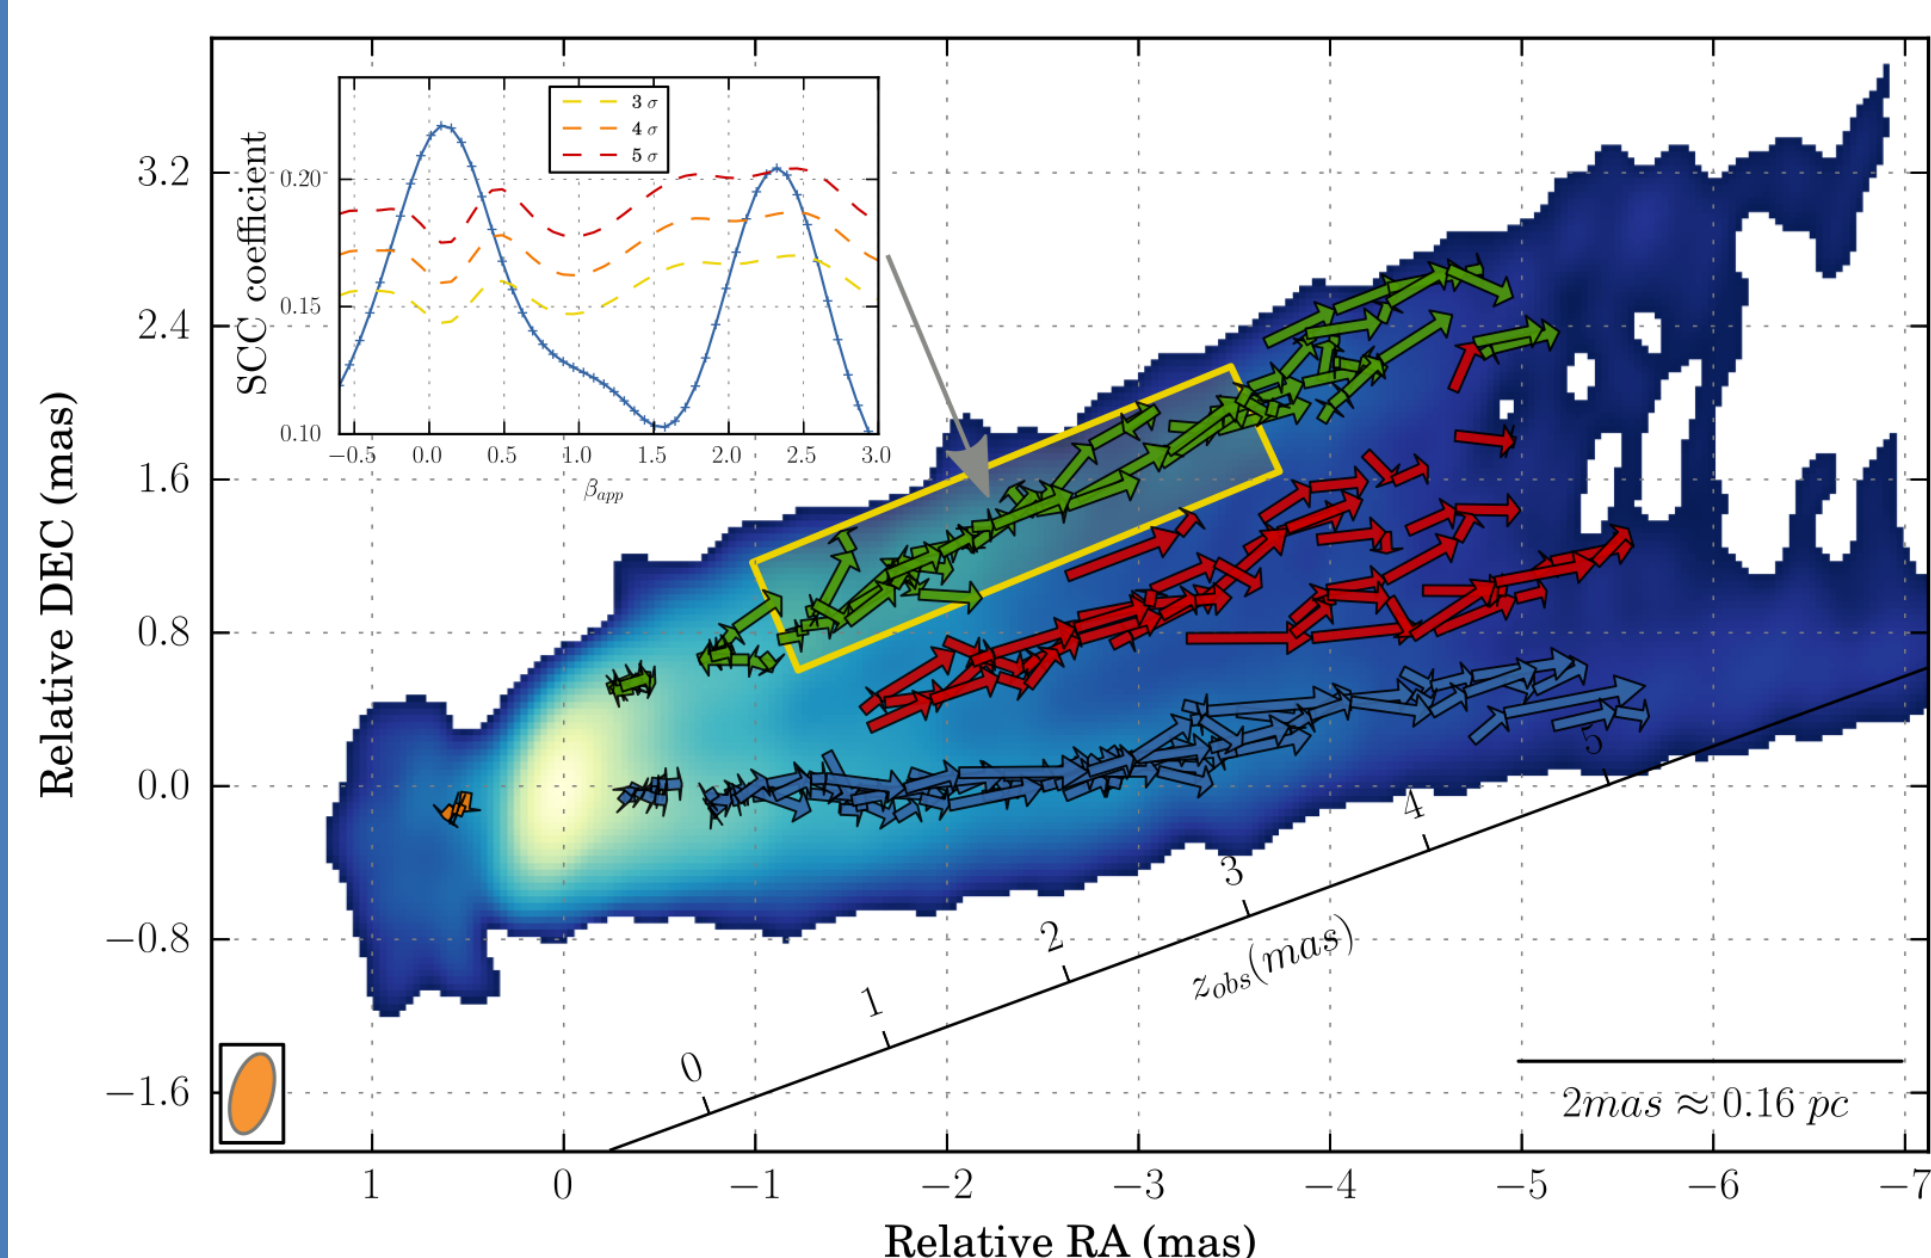 3 σ
4 σ
5 σ
SCC coefficient
0.20
0.15
0.10
−0.5 0.0 0.5 1.0 1.5 2.0 2.5 3.0
β_app
Relative DEC (mas)
3.2
2.4
1.6
0.8
0.0
−0.8
−1.6
0 1 2 3 4 5
z_obs(mas)
2mas ≈ 0.16 pc
1 0 −1 −2 −3 −4 −5 −6 −7
Relative RA (mas)